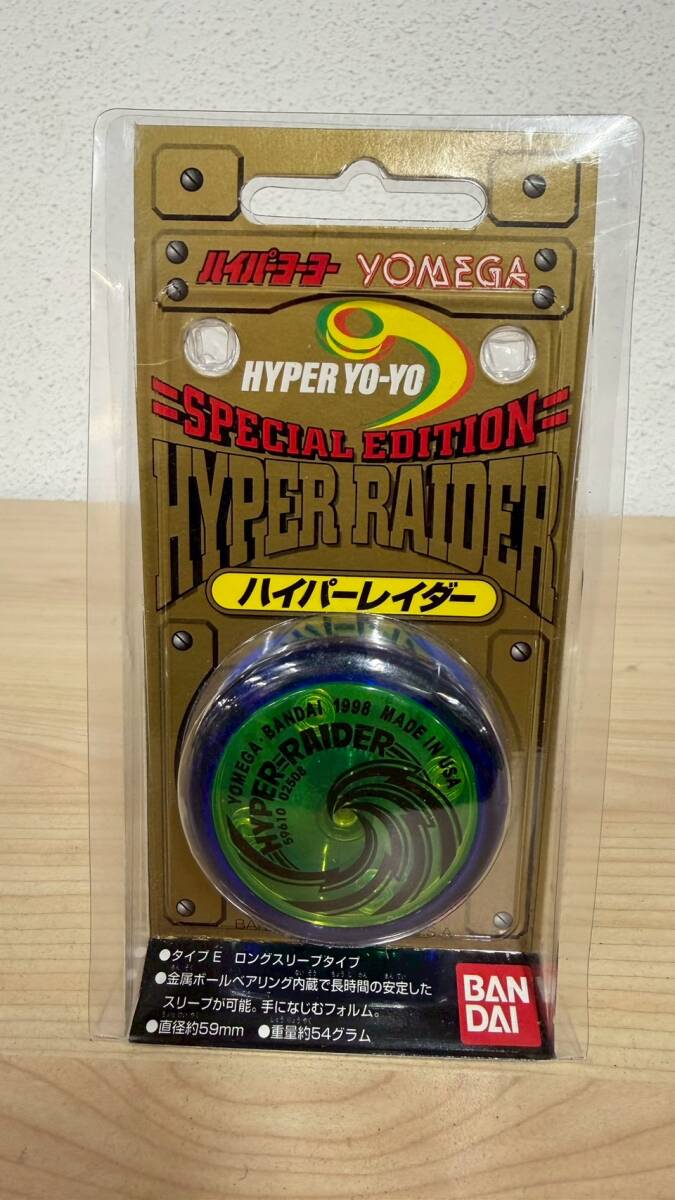 ハイパーヨーヨー YOMEGA
HYPER YO-YO
SPECIAL EDITION
HYPER RAIDER
ハイパーレイダー
YOMEGA・BANDAI 1998 MADE IN USA
HYPER RAIDER
59610 02506
●タイプE ロングスリープタイプ
●金属ボールベアリング内蔵で長時間の安定した
スリープが可能。手になじむフォルム。
●直径約59mm ●重量約54グラム
BAN
DAI